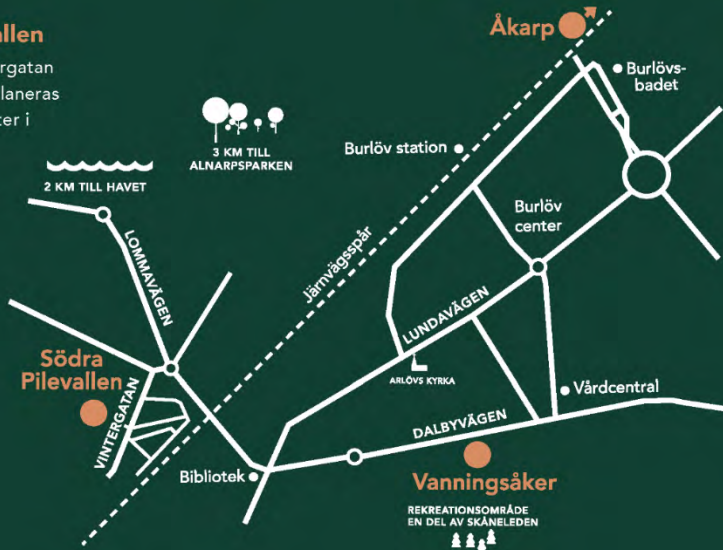 allen
rgatan
laneras
ter i
Åkarp
Burlövs-
badet
3 KM TILL
ALNARPSPARKEN
Burlöv station
2 KM TILL HAVET
Burlöv
center
LOMMAVÄGEN
Järnvägsspår
LUNDAVÄGEN
Södra
Pilevallen
ARLÖVS KYRKA
Vårdcentral
VINTERGATAN
DALBYVÄGEN
Bibliotek
Vanningsåker
REKREATIONSOMRÅDE
EN DEL AV SKÅNELEDEN